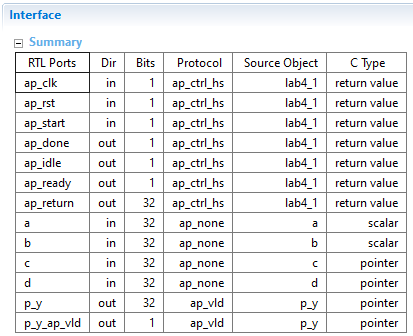 Interface
Summary
RTL Ports Dir Bits Protocol Source Object C Type
ap_clk in 1 ap_ctrl_hs lab4_1 return value
ap_rst in 1 ap_ctrl_hs lab4_1 return value
ap_start in 1 ap_ctrl_hs lab4_1 return value
ap_done out 1 ap_ctrl_hs lab4_1 return value
ap_idle out 1 ap_ctrl_hs lab4_1 return value
ap_ready out 1 ap_ctrl_hs lab4_1 return value
ap_return out 32 ap_ctrl_hs lab4_1 return value
a in 32 ap_none a scalar
b in 32 ap_none b scalar
c in 32 ap_none c pointer
d in 32 ap_none d pointer
p_y out 32 ap_vld p_y pointer
p_y_ap_vld out 1 ap_vld p_y pointer